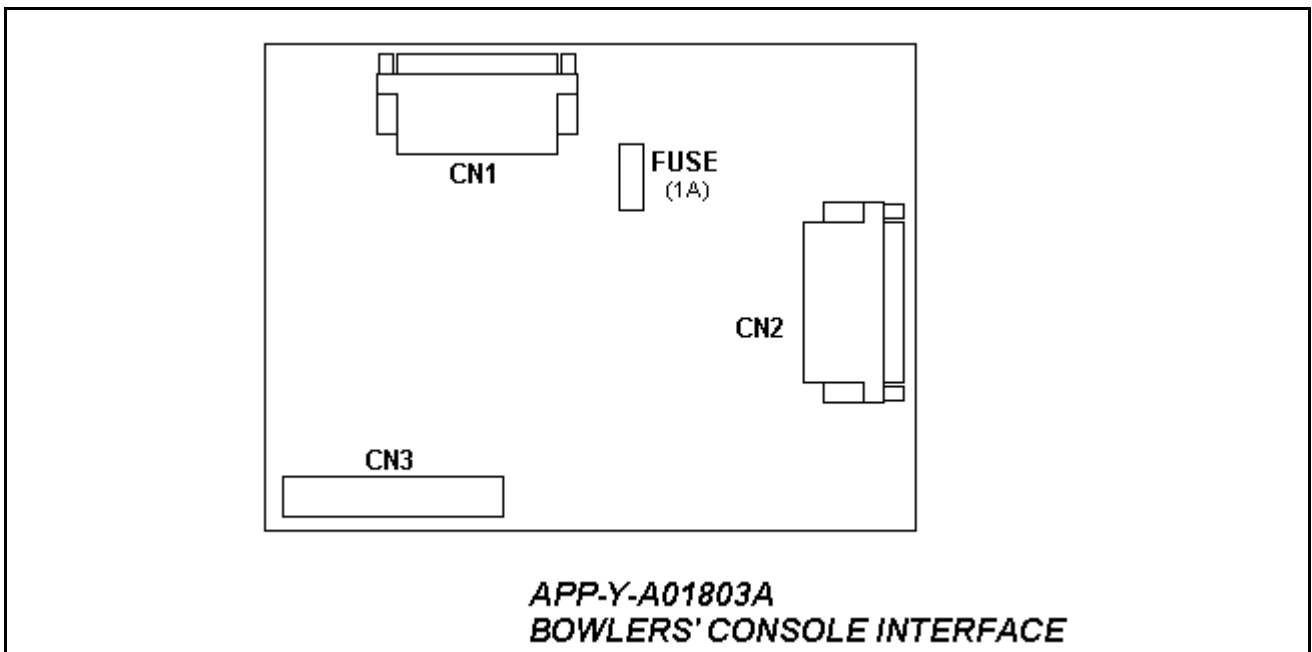 CN1
FUSE
(1A)
CN2
CN3
APP-Y-A01803A
BOWLERS' CONSOLE INTERFACE